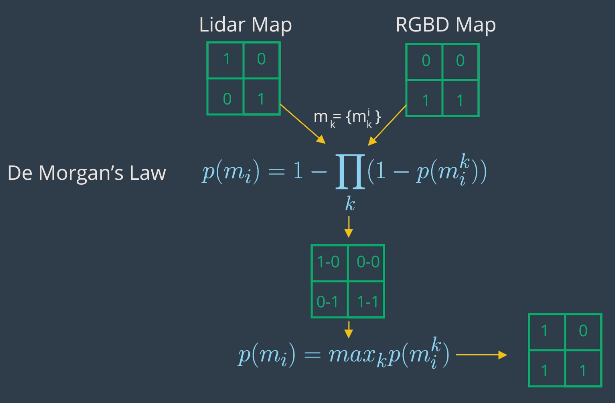 Lidar Map
RGBD Map
1 0
0 1
0 0
1 1
m_k = {m_k^i}
De Morgan's Law
p(m_i) = 1 - ∏_k (1 - p(m_i^k))
1-0 0-0
0-1 1-1
p(m_i) = max_k p(m_i^k)
1 0
1 1